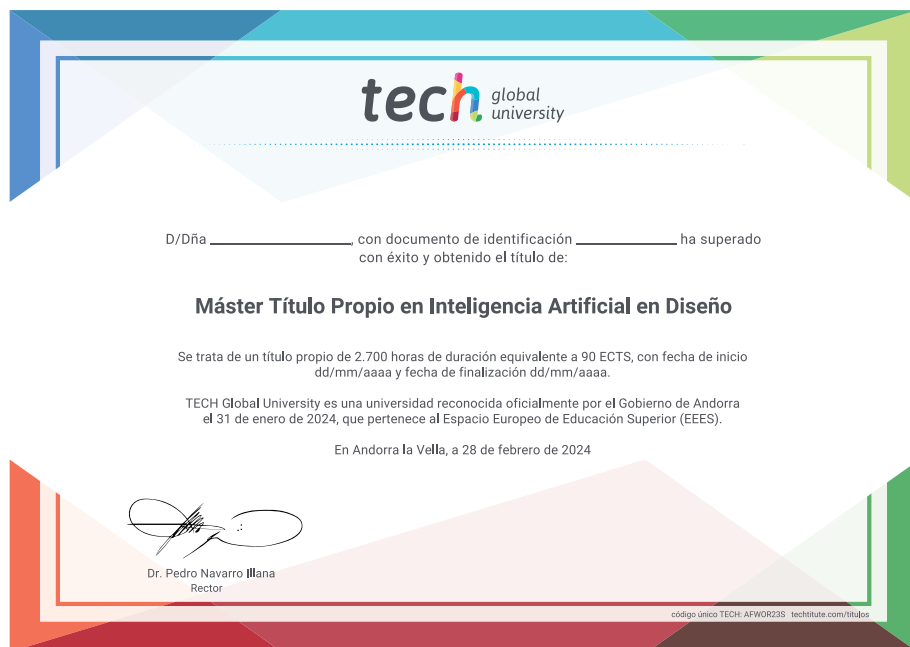 tech global university
D/Dña ______________, con documento de identificación __________ ha superado
con éxito y obtenido el título de:
Máster Título Propio en Inteligencia Artificial en Diseño
Se trata de un título propio de 2.700 horas de duración equivalente a 90 ECTS, con fecha de inicio
dd/mm/aaaa y fecha de finalización dd/mm/aaaa.
TECH Global University es una universidad reconocida oficialmente por el Gobierno de Andorra
el 31 de enero de 2024, que pertenece al Espacio Europeo de Educación Superior (EEES).
En Andorra la Vella, a 28 de febrero de 2024
Dr. Pedro Navarro Illana
Rector
código único TECH: AFWOR23S techtitute.com/titulos